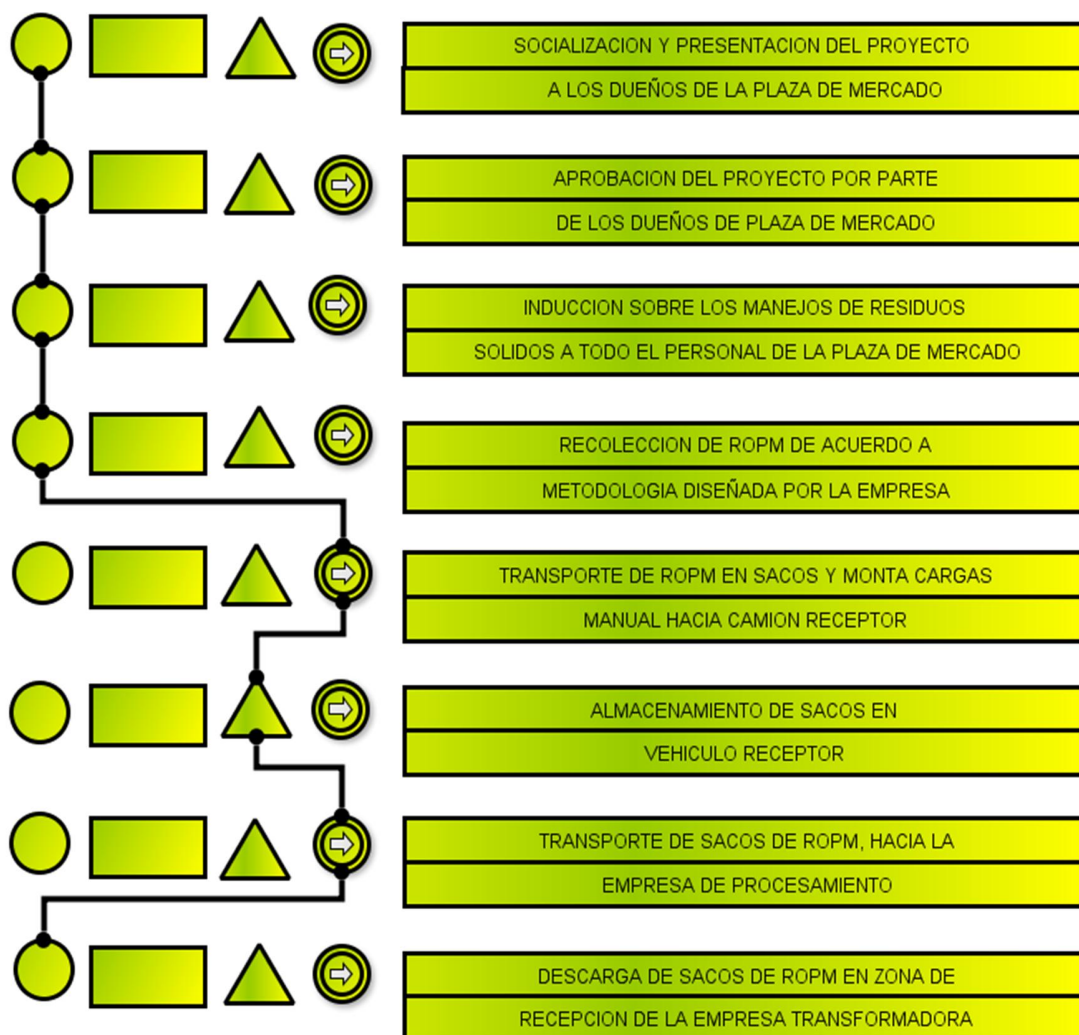 SOCIALIZACION Y PRESENTACION DEL PROYECTO
A LOS DUEÑOS DE LA PLAZA DE MERCADO
APROBACION DEL PROYECTO POR PARTE
DE LOS DUEÑOS DE PLAZA DE MERCADO
INDUCCION SOBRE LOS MANEJOS DE RESIDUOS
SOLIDOS A TODO EL PERSONAL DE LA PLAZA DE MERCADO
RECOLECCION DE ROPM DE ACUERDO A
METODOLOGIA DISEÑADA POR LA EMPRESA
TRANSPORTE DE ROPM EN SACOS Y MONTA CARGAS
MANUAL HACIA CAMION RECEPTOR
ALMACENAMIENTO DE SACOS EN
VEHICULO RECEPTOR
TRANSPORTE DE SACOS DE ROPM, HACIA LA
EMPRESA DE PROCESAMIENTO
DESCARGA DE SACOS DE ROPM EN ZONA DE
RECEPCION DE LA EMPRESA TRANSFORMADORA